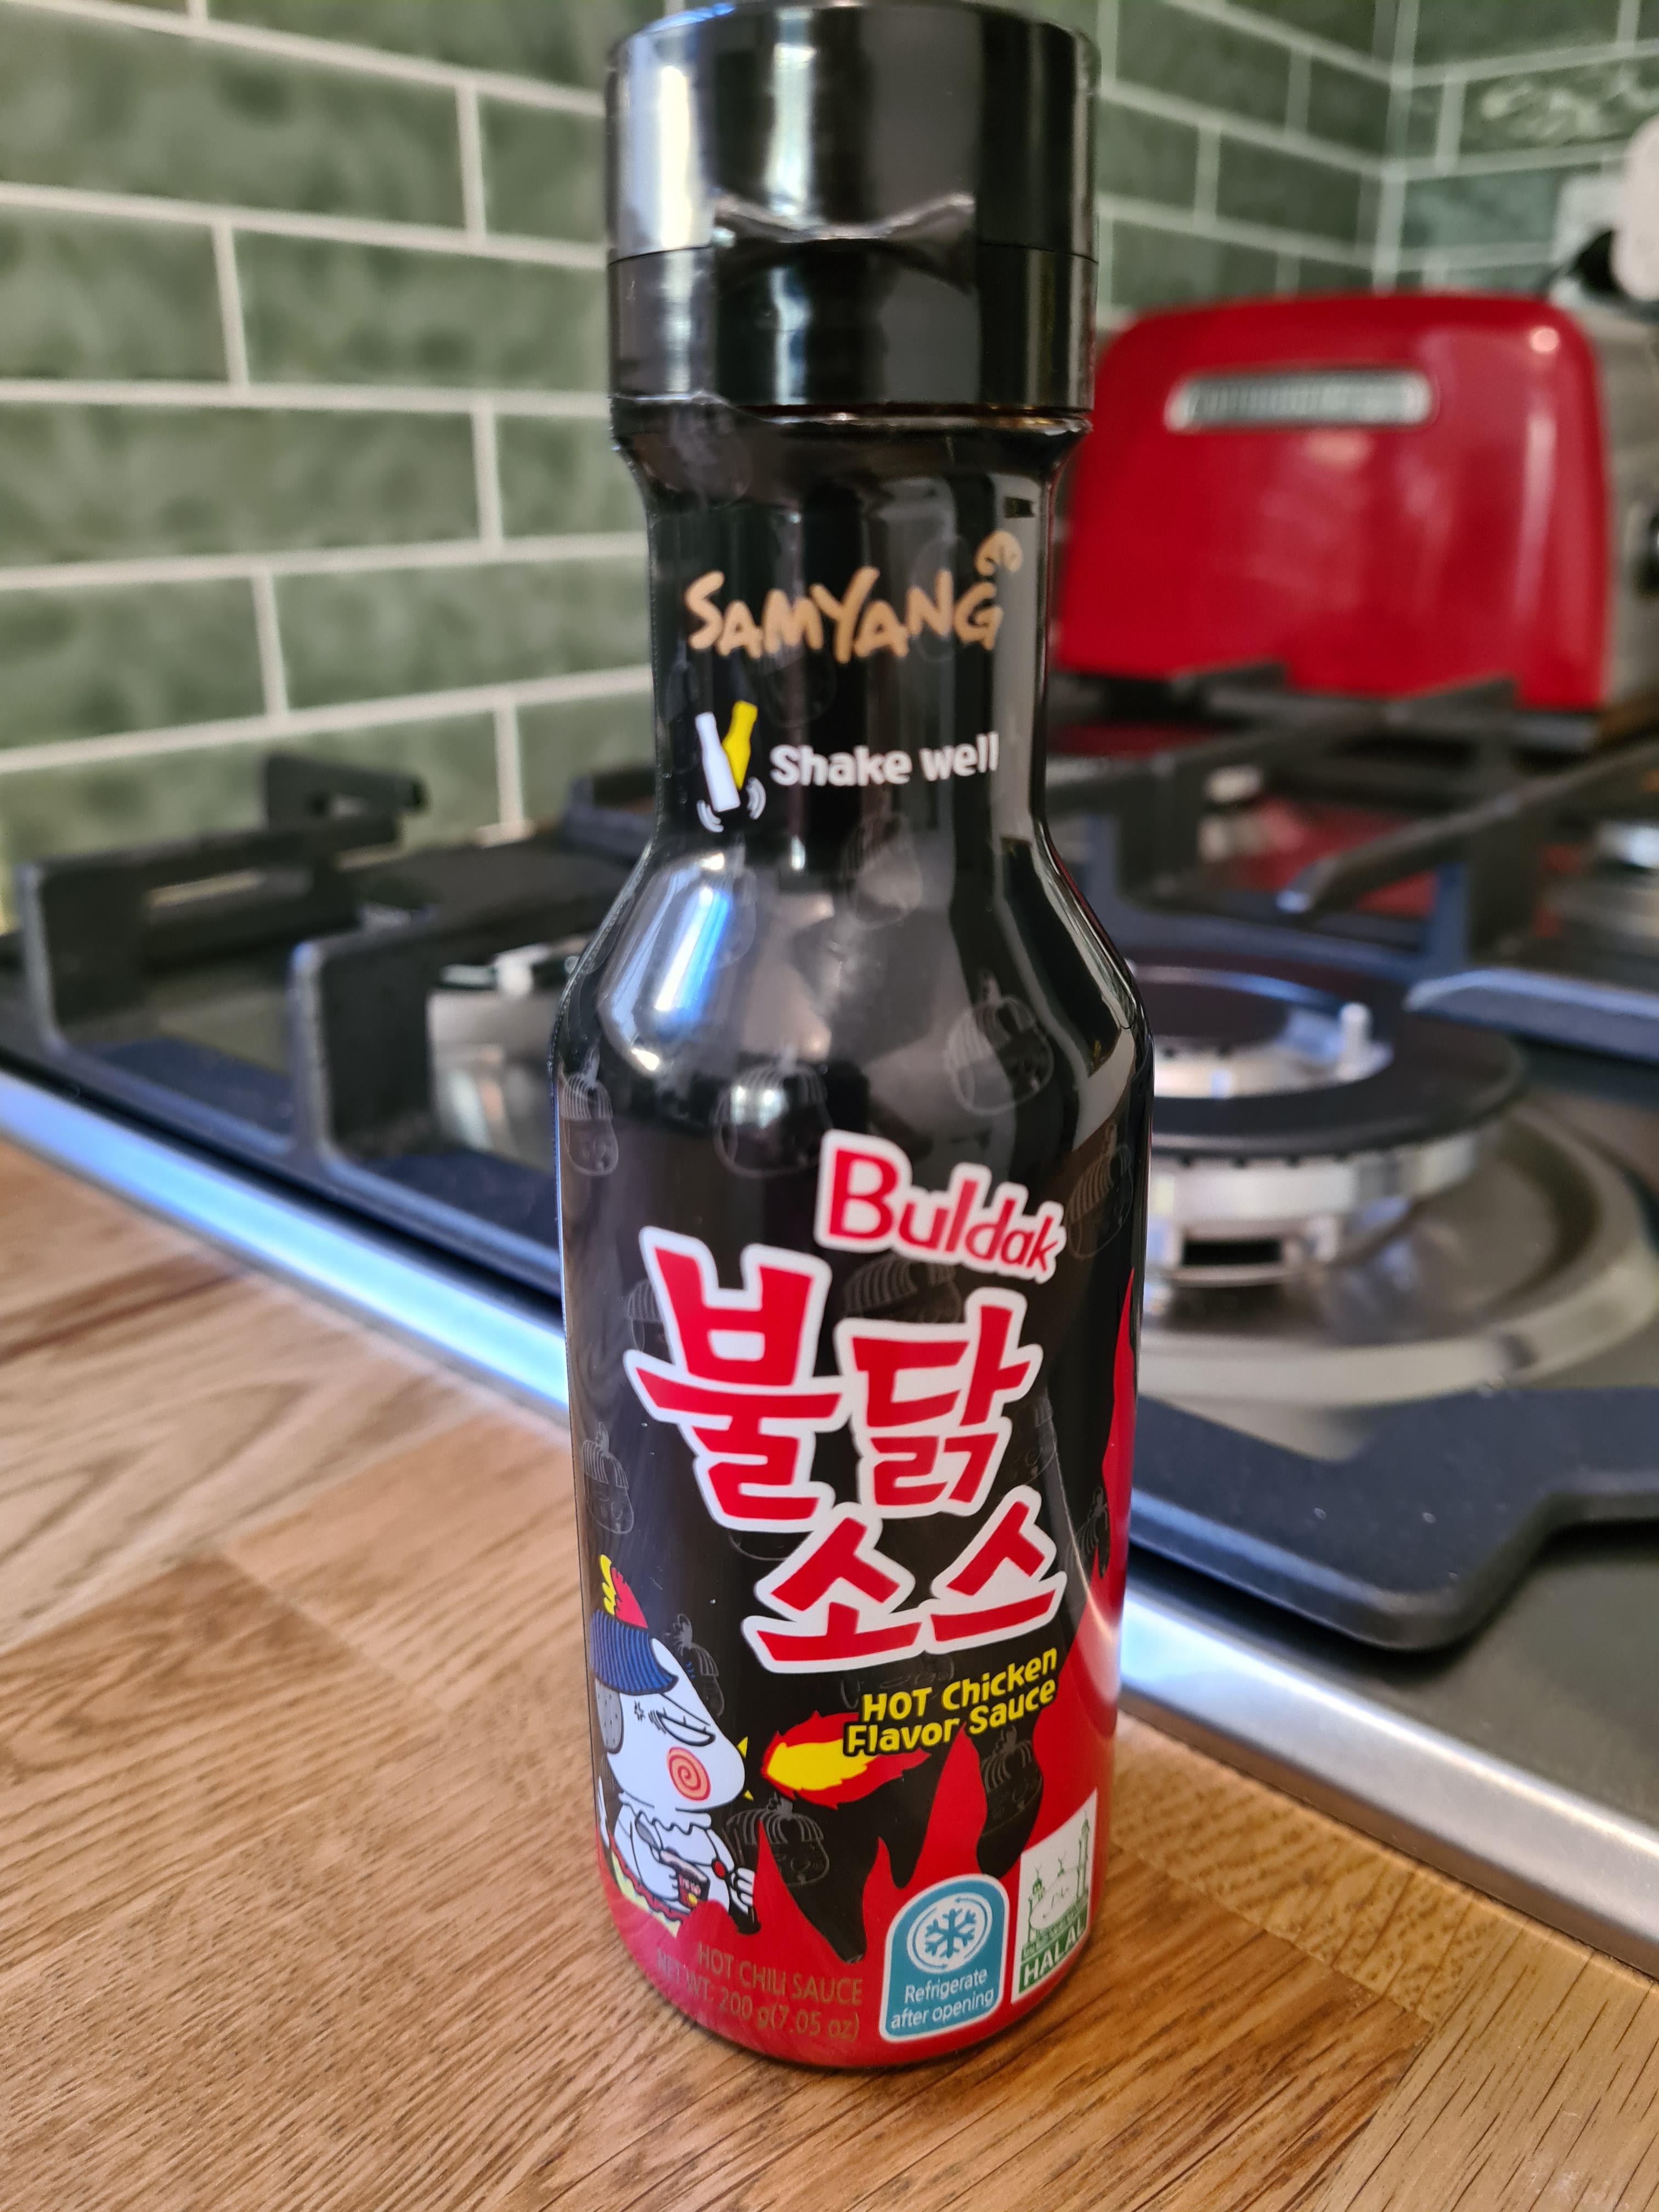 SAMYANG
Shake well
Buldak
불닭
소스
HOT Chicken
Flavor Sauce
HOT CHILI SAUCE
NET WT. 200 g(7.05 oz)
Refrigerate
after opening
HALAL